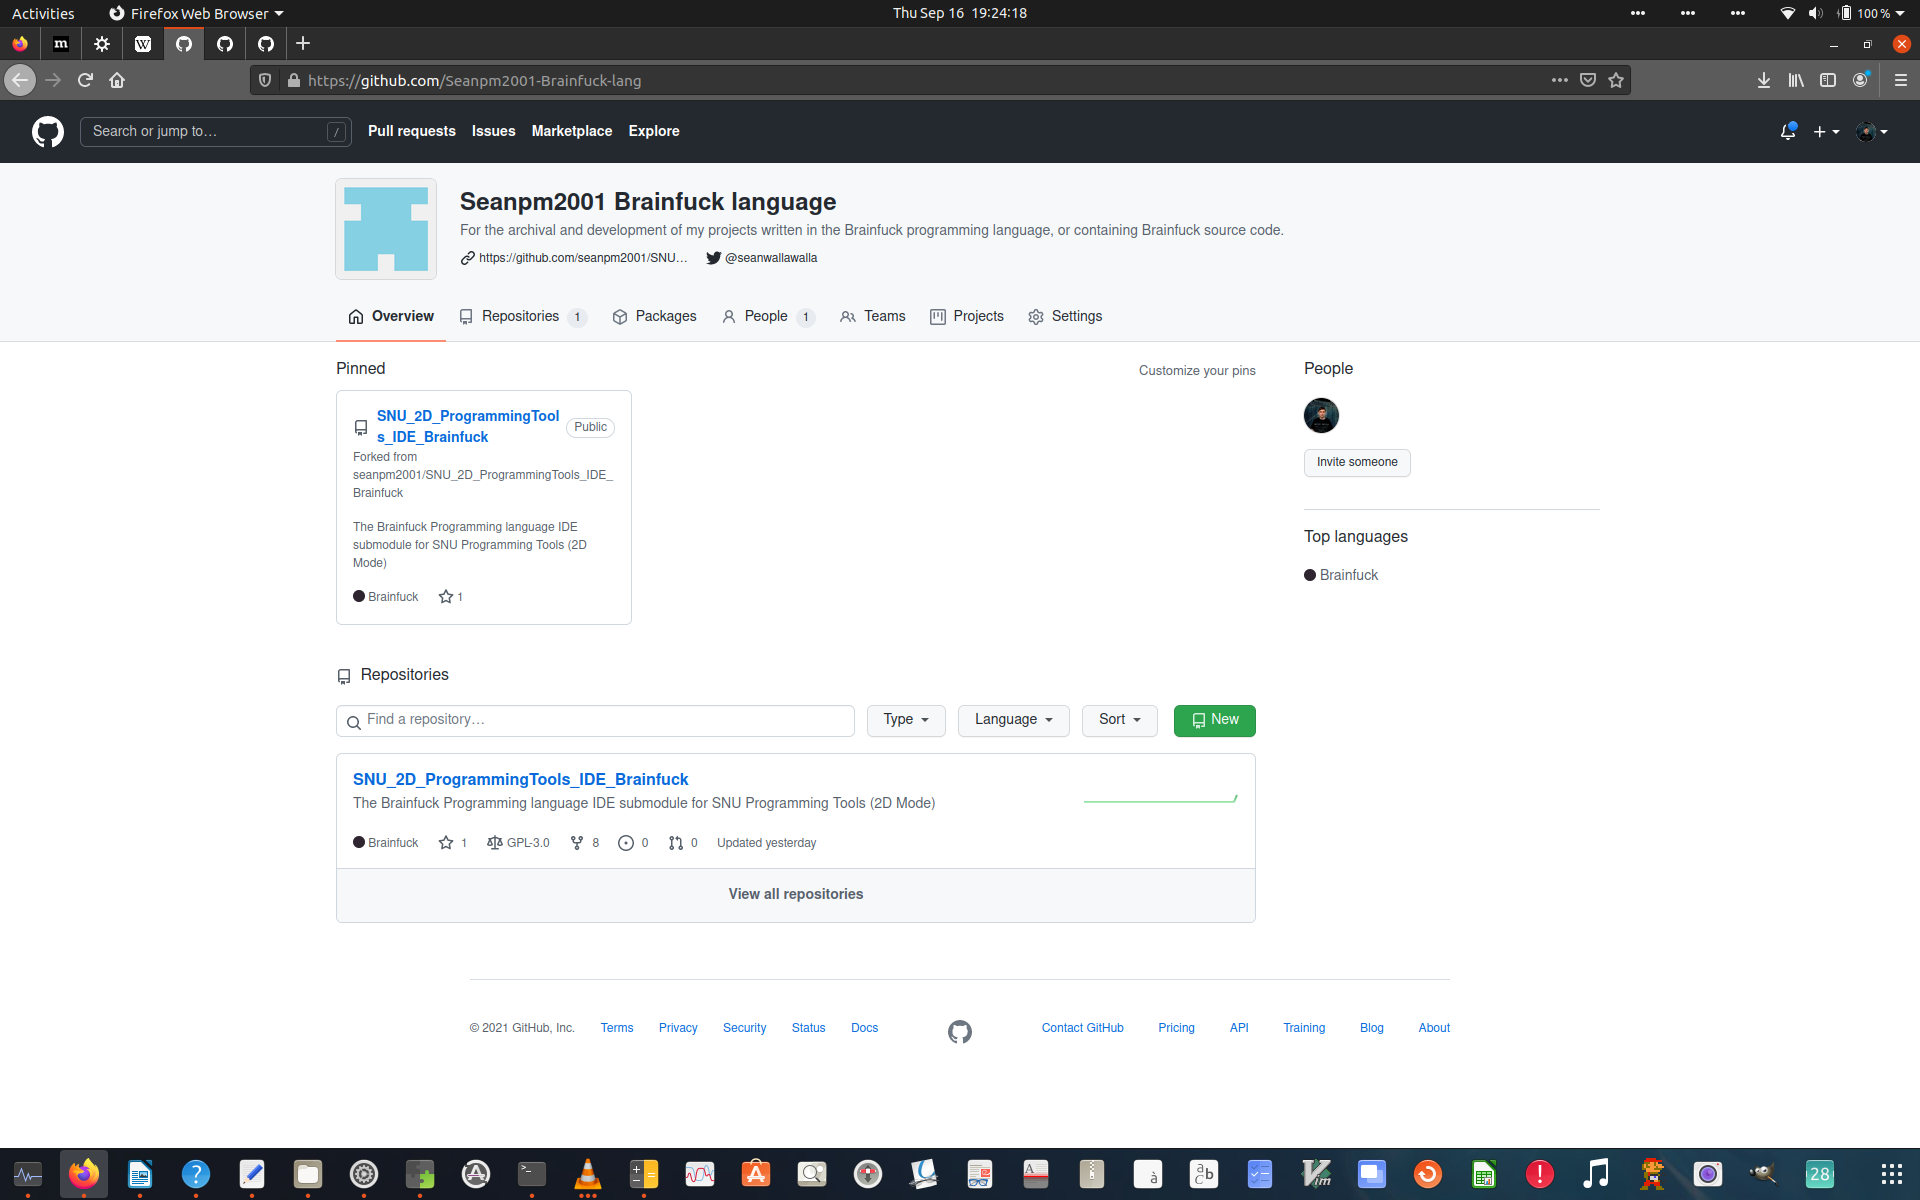 Activities
Firefox Web Browser
Thu Sep 16 19:24:18
100 %
https://github.com/Seanpm2001-Brainfuck-lang
Search or jump to…
/
Pull requests
Issues
Marketplace
Explore
Seanpm2001 Brainfuck language
For the archival and development of my projects written in the Brainfuck programming language, or containing Brainfuck source code.
https://github.com/seanpm2001/SNU…
@seanwallawalla
Overview
Repositories 1
Packages
People 1
Teams
Projects
Settings
Pinned
Customize your pins
SNU_2D_ProgrammingTool
s_IDE_Brainfuck
Public
Forked from
seanpm2001/SNU_2D_ProgrammingTools_IDE_
Brainfuck
The Brainfuck Programming language IDE
submodule for SNU Programming Tools (2D
Mode)
Brainfuck
1
People
Invite someone
Top languages
Brainfuck
Repositories
Find a repository…
Type
Language
Sort
New
SNU_2D_ProgrammingTools_IDE_Brainfuck
The Brainfuck Programming language IDE submodule for SNU Programming Tools (2D Mode)
Brainfuck
1
GPL-3.0
8
0
0
Updated yesterday
View all repositories
© 2021 GitHub, Inc.
Terms
Privacy
Security
Status
Docs
Contact GitHub
Pricing
API
Training
Blog
About
28